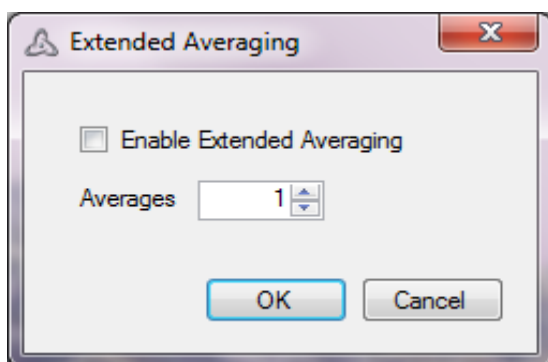 Extended Averaging
Enable Extended Averaging
Averages 1
OK Cancel